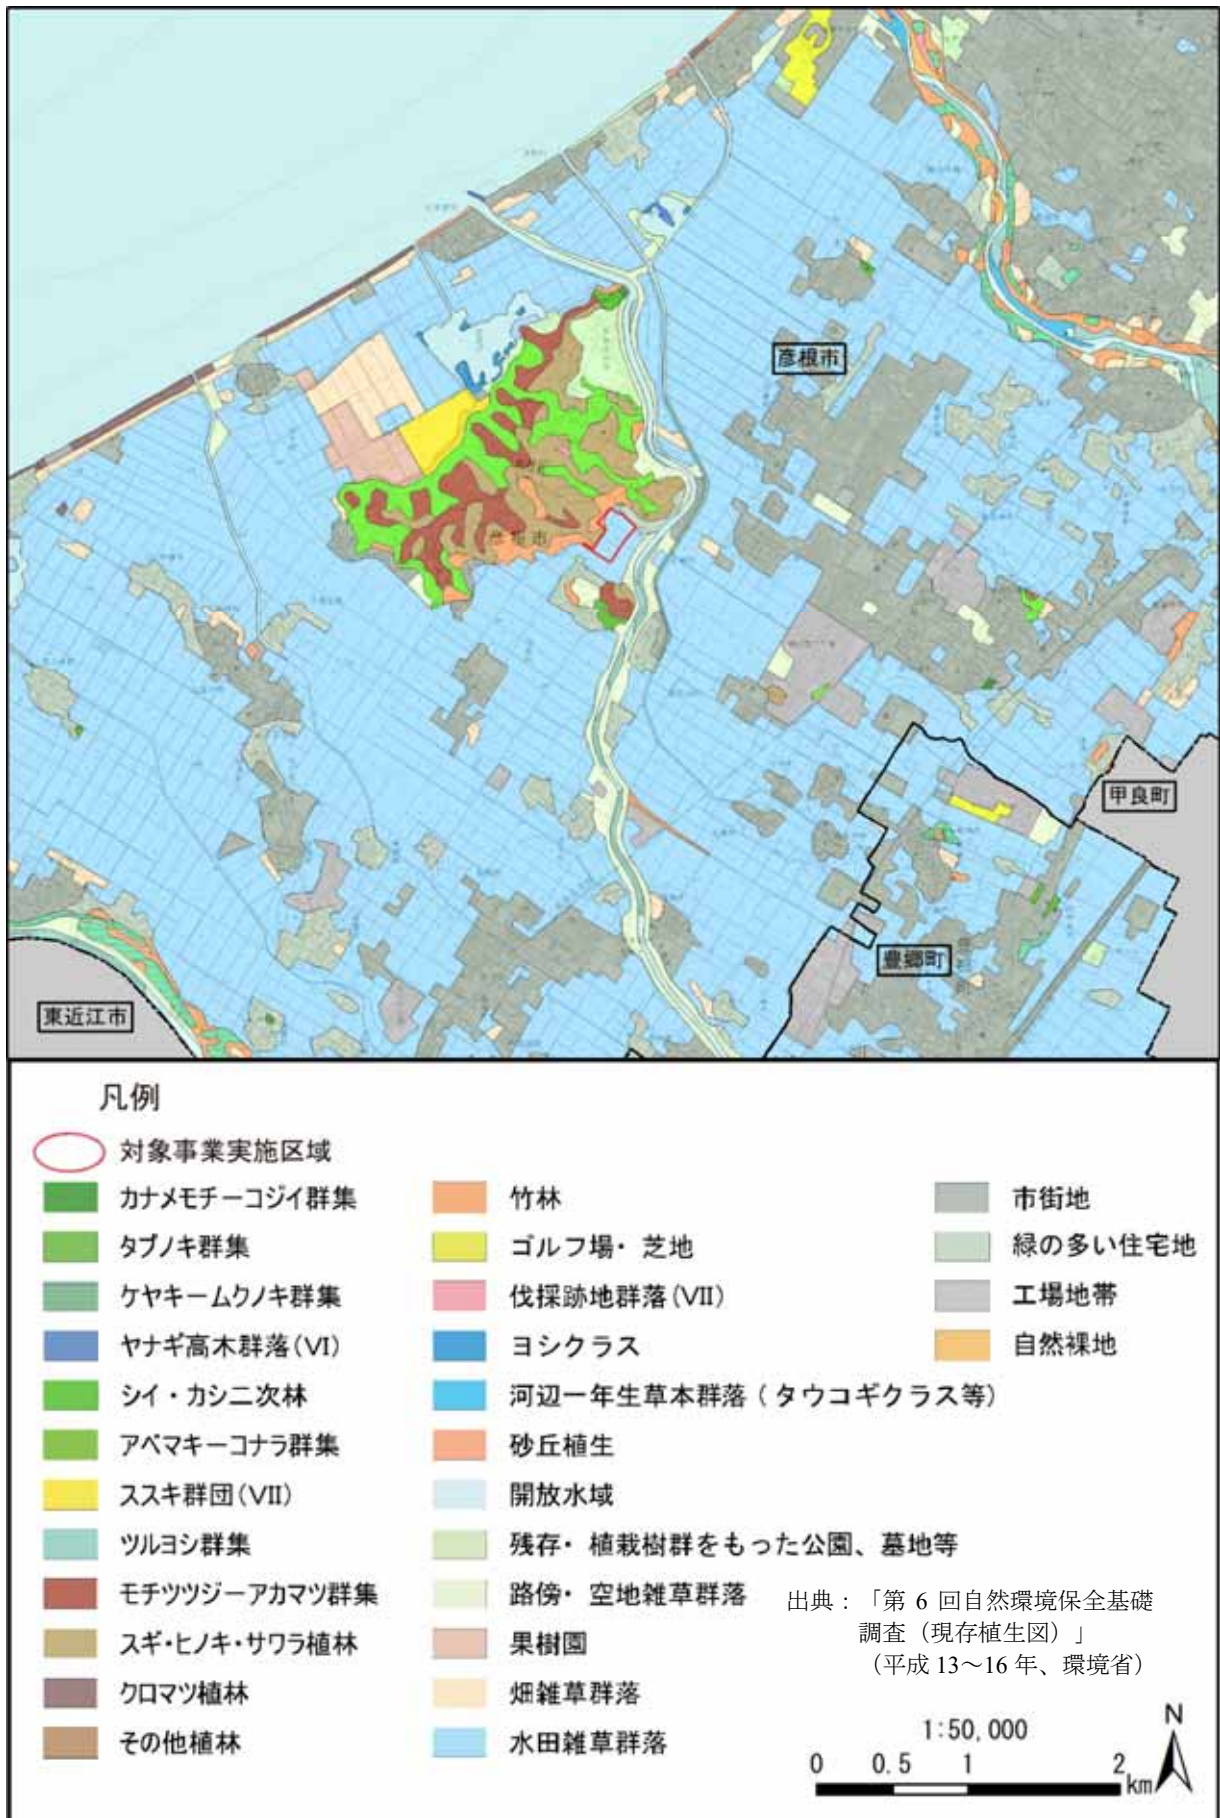 彦根市
彦根市
甲良町
豊郷町
東近江市
凡例
対象事業実施区域
カナメモチーコジイ群集
タブノキ群集
ケヤキームクノキ群集
ヤナギ高木群落(VI)
シイ・カシ二次林
アベマキーコナラ群集
ススキ群団(VII)
ツルヨシ群集
モチツツジーアカマツ群集
スギ・ヒノキ・サワラ植林
クロマツ植林
その他植林
竹林
ゴルフ場・芝地
伐採跡地群落(VII)
ヨシクラス
河辺一年生草本群落(タウコギクラス等)
砂丘植生
開放水域
残存・植栽樹群をもった公園、墓地等
路傍・空地雑草群落
果樹園
畑雑草群落
水田雑草群落
市街地
緑の多い住宅地
工場地帯
自然裸地
出典:「第 6 回自然環境保全基礎
調査(現存植生図)」
(平成 13~16 年、環境省)
1:50,000
0 0.5 1 2 km
N